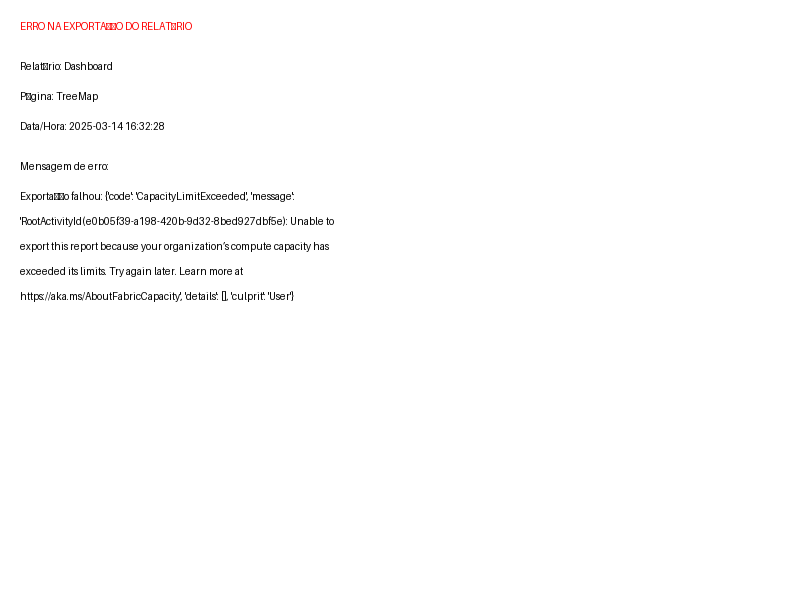 ERRO NA EXPORTA▯▯O DO RELAT▯RIO
Relat▯rio: Dashboard
P▯gina: TreeMap
Data/Hora: 2025-03-14 16:32:28
Mensagem de erro:
Exporta▯▯o falhou: {'code': 'CapacityLimitExceeded', 'message':
'RootActivityId(e0b05f39-a198-420b-9d32-8bed927dbf5e): Unable to
export this report because your organization’s compute capacity has
exceeded its limits. Try again later. Learn more at
https://aka.ms/AboutFabricCapacity', 'details': [], 'culprit': 'User'}